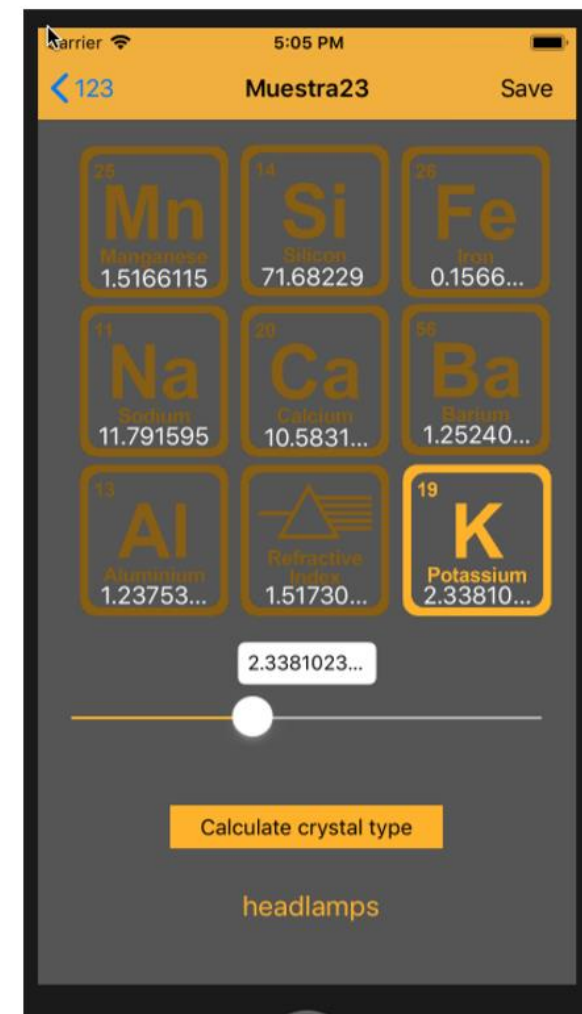 arrier 5:05 PM
123 Muestra23 Save
25 14 26
Mn Si Fe
Manganese Silicon Iron
1.5166115 71.68229 0.1566...
11 20 56
Na Ca Ba
Sodium Calcium Barium
11.791595 10.5831... 1.25240...
13 19
Al K
Aluminium Refractive Index Potassium
1.23753... 1.51730... 2.33810...
2.3381023...
Calculate crystal type
headlamps